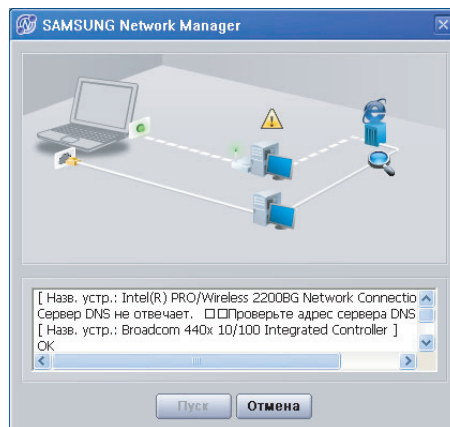 SAMSUNG Network Manager
[ Назв. устр.: Intel(R) PRO/Wireless 2200BG Network Connectio
Сервер DNS не отвечает. □□Проверьте адрес сервера DNS
[ Назв. устр.: Broadcom 440x 10/100 Integrated Controller ]
OK
Пуск
Отмена